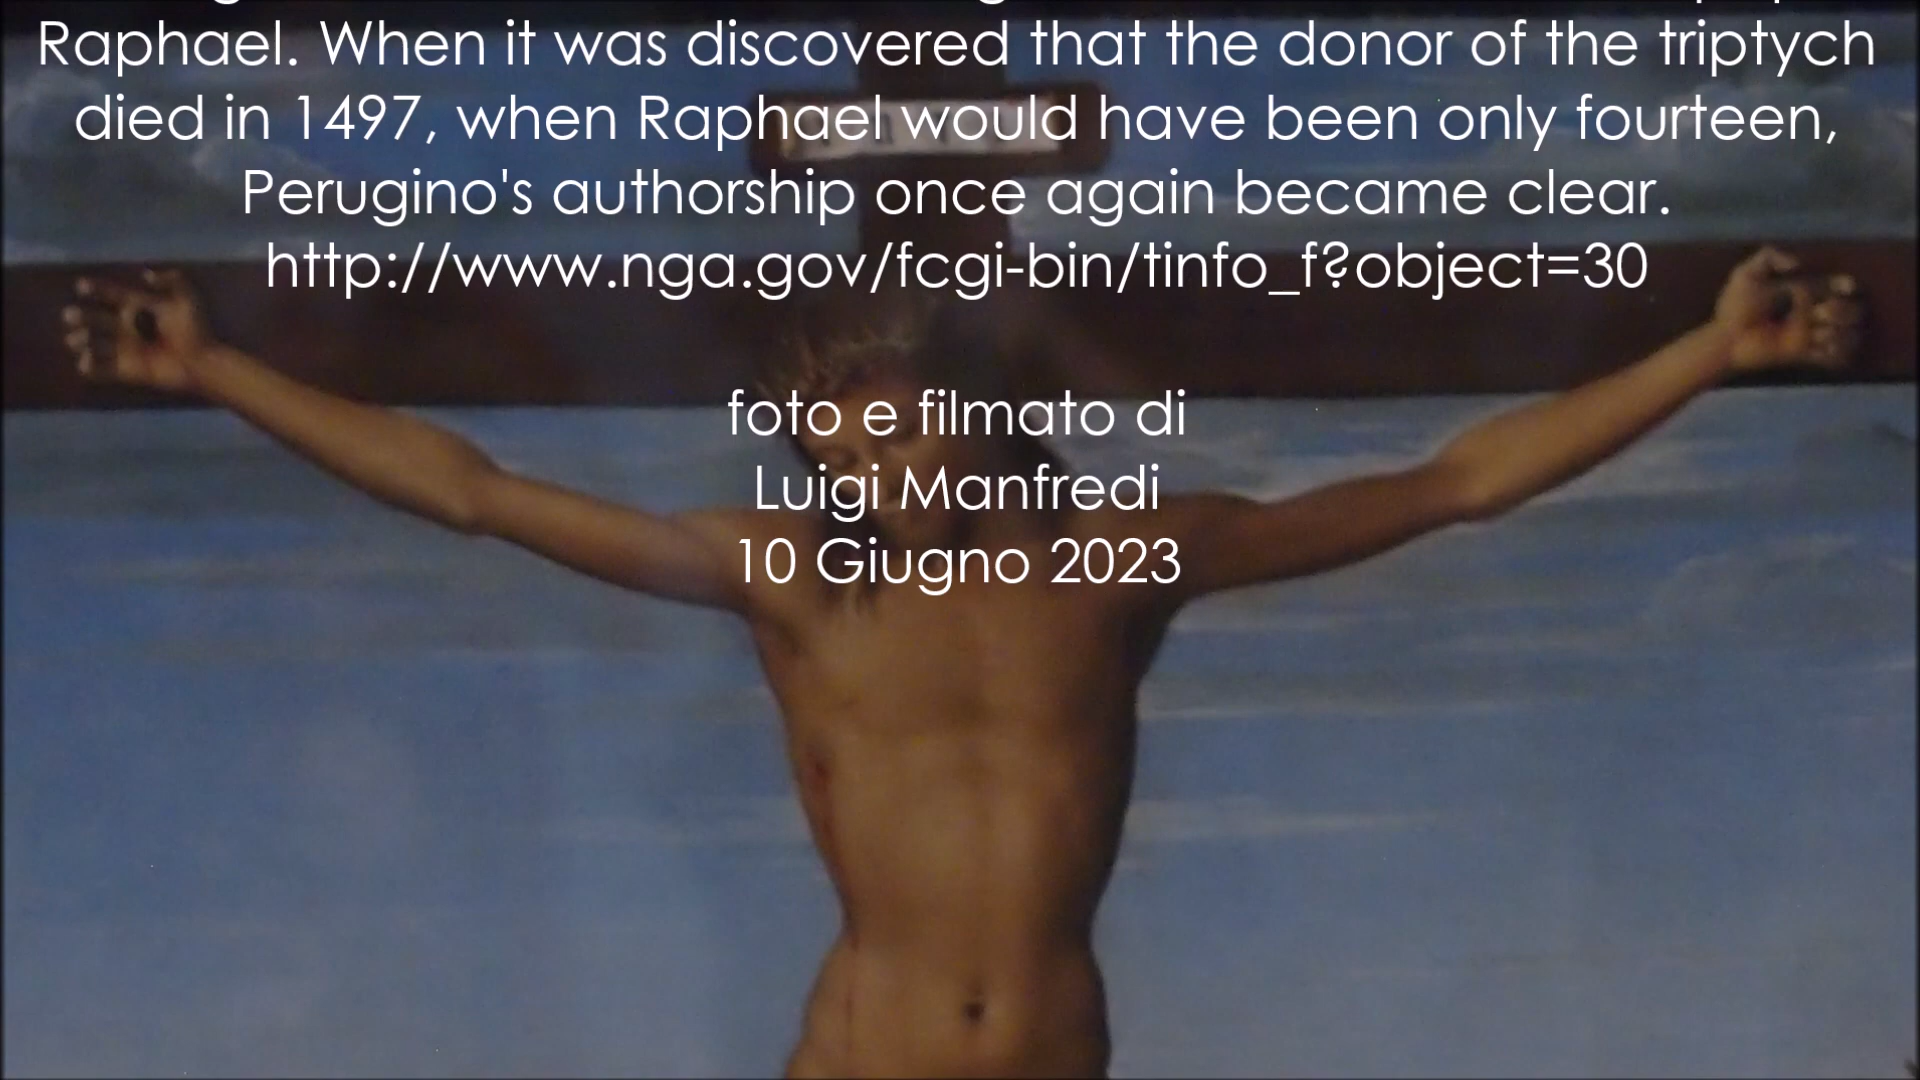 Raphael. When it was discovered that the donor of the triptych
died in 1497, when Raphael would have been only fourteen,
Perugino's authorship once again became clear.
http://www.nga.gov/fcgi-bin/tinfo_f?object=30
foto e filmato di
Luigi Manfredi
10 Giugno 2023